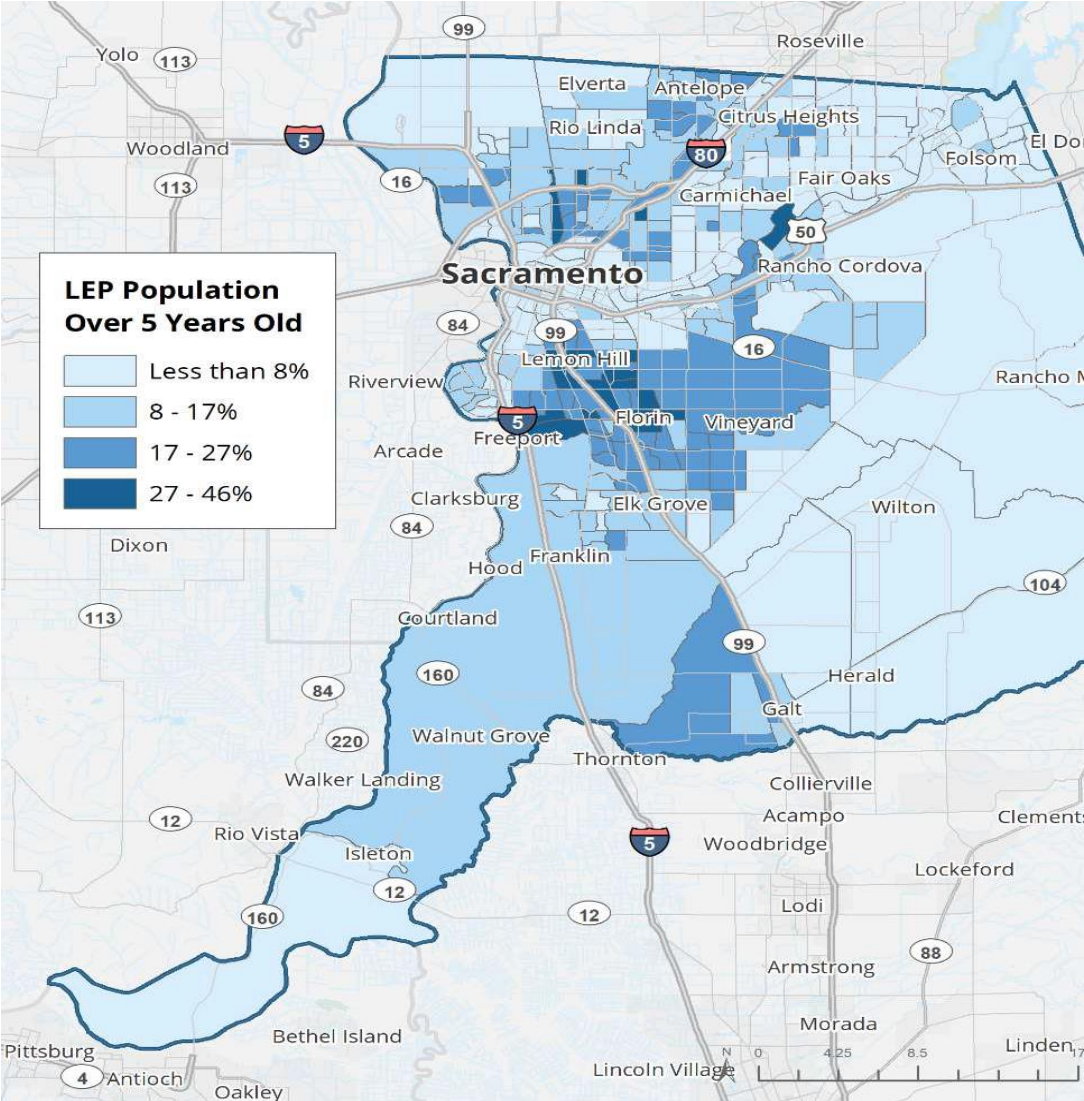 99
Roseville
Yolo
113
Elverta
Antelope
Citrus Heights
Rio Linda
5
Woodland
80
El Do
Folsom
113
16
Fair Oaks
Carmichael
50
LEP Population
Over 5 Years Old
Less than 8%
8 - 17%
17 - 27%
27 - 46%
Sacramento
Rancho Cordova
84
99
16
Lemon Hill
Riverview
Rancho M
5
Florin
Vineyard
Freeport
Arcade
Clarksburg
Elk Grove
Wilton
84
Dixon
Franklin
Hood
104
113
Courtland
99
160
Herald
84
Galt
220
Walnut Grove
Thornton
Walker Landing
Collierville
12
Acampo
Clements
Rio Vista
5
Woodbridge
Isleton
Lockeford
12
160
12
Lodi
88
Armstrong
Morada
Bethel Island
Linden
Pittsburg
N
0 4.25 8.5 17
4
Antioch
Lincoln Village
Oakley